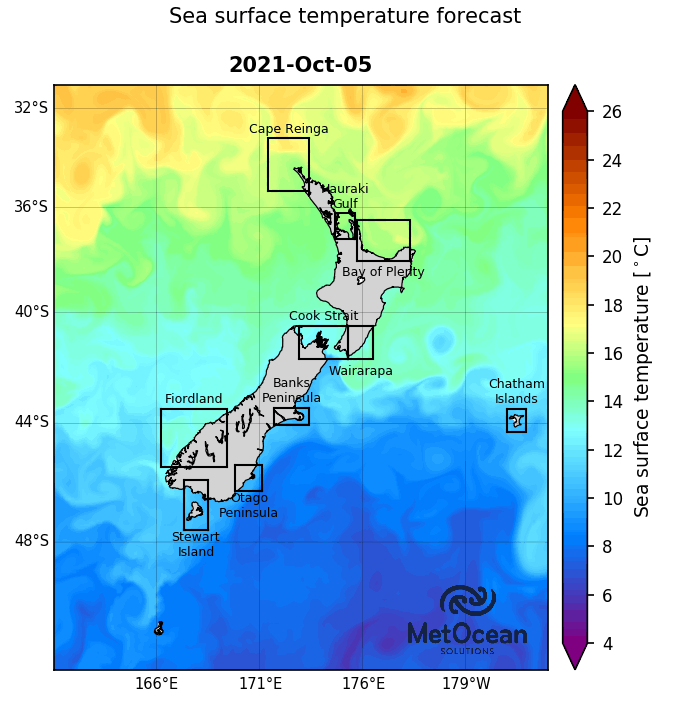 Sea surface temperature forecast
2021-Oct-05
32°S
36°S
40°S
44°S
48°S
Cape Reinga
Hauraki
Gulf
Bay of Plenty
Cook Strait
Wairarapa
Banks
Peninsula
Fiordland
Chatham
Islands
Otago
Peninsula
Stewart
Island
MetOcean
SOLUTIONS
166°E
171°E
176°E
179°W
26
24
22
20
18
16
14
12
10
8
6
4
Sea surface temperature [°C]